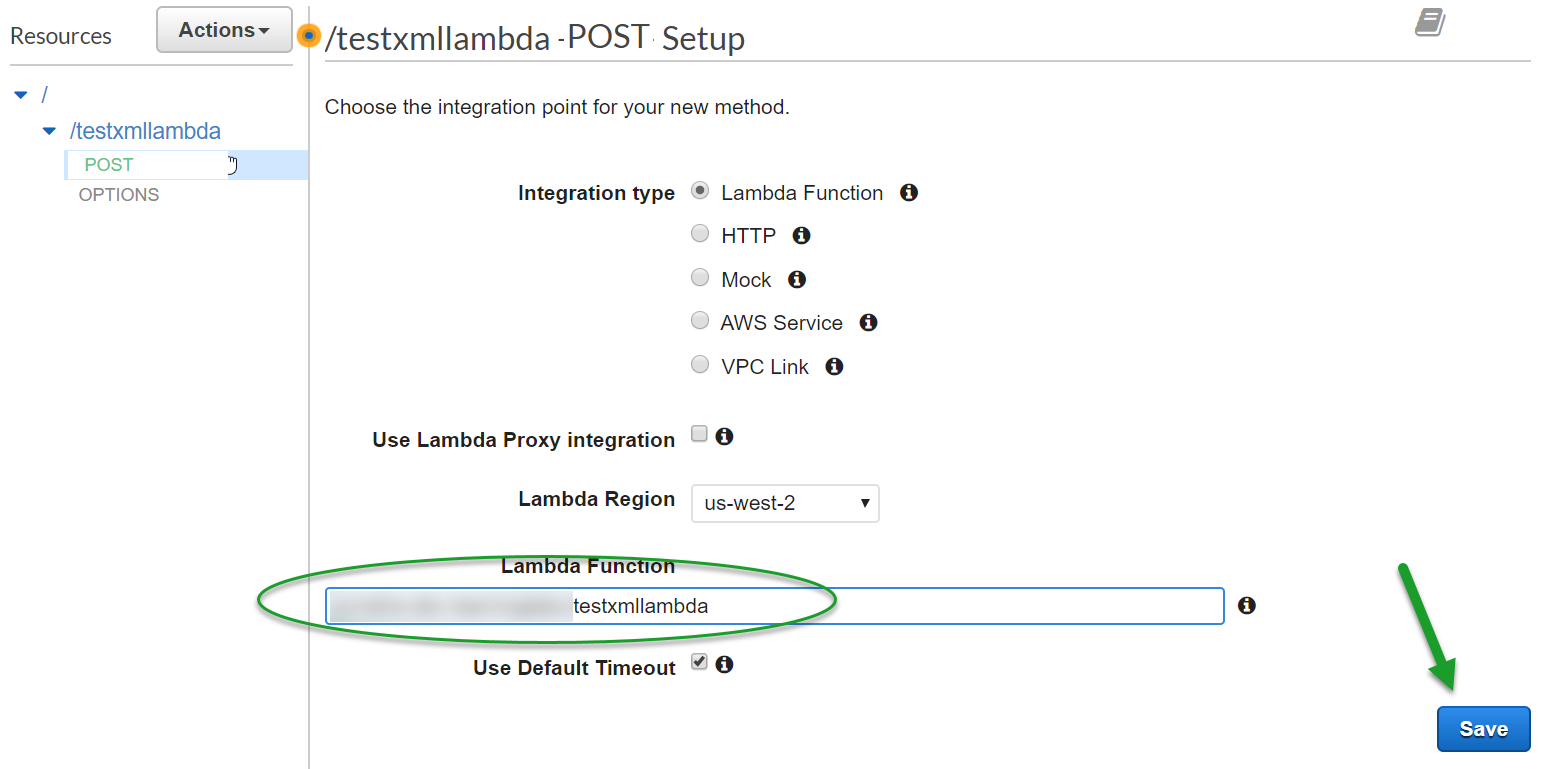 Resources
Actions
/
/testxmllambda
POST
OPTIONS
/testxmllambda - POST - Setup
Choose the integration point for your new method.
Integration type
Lambda Function
HTTP
Mock
AWS Service
VPC Link
Use Lambda Proxy integration
Lambda Region
us-west-2
Lambda Function
testxmllambda
Use Default Timeout
Save